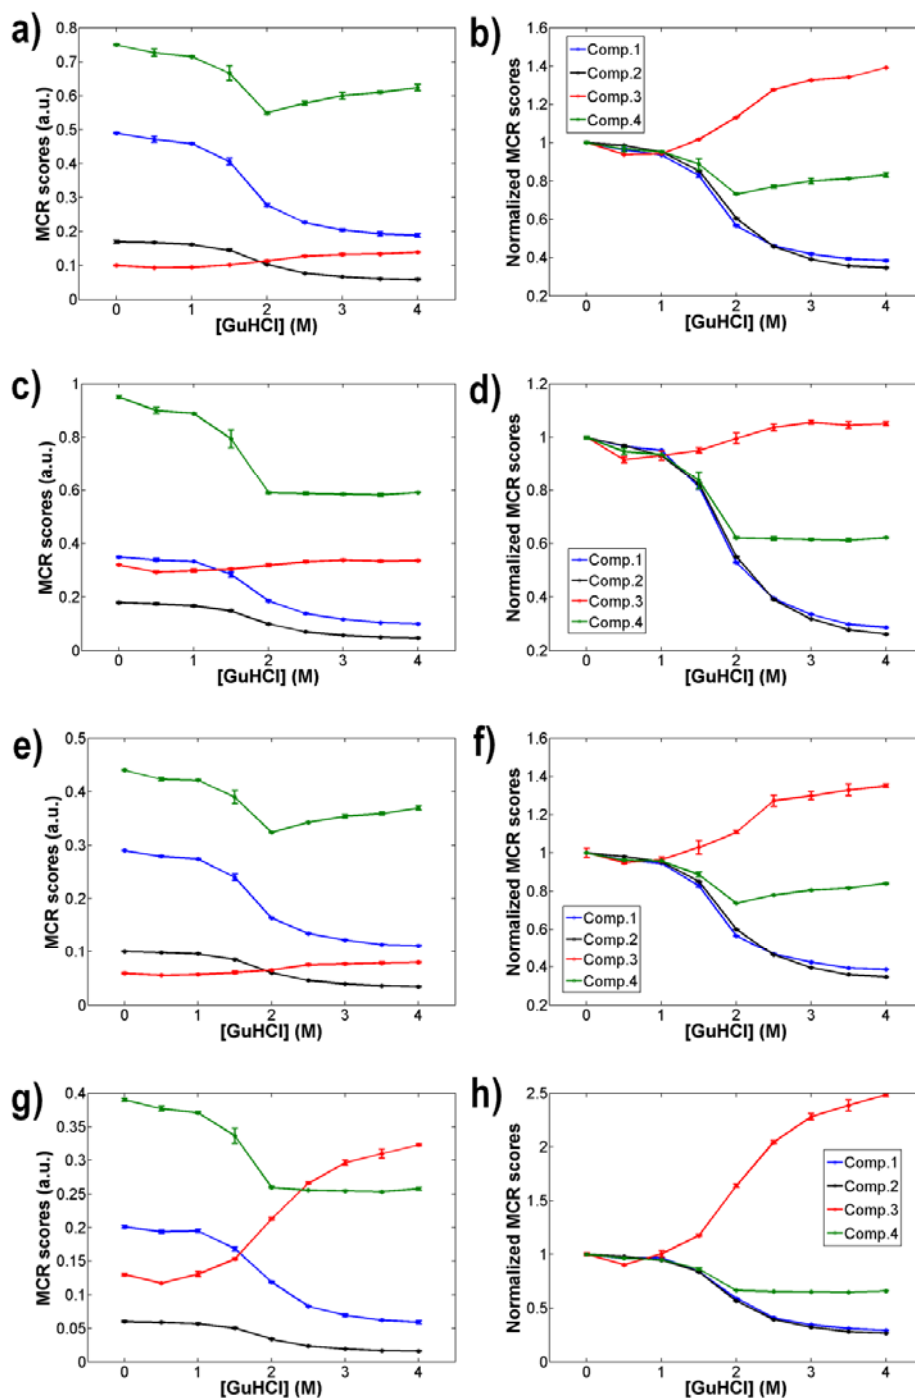 a)
MCR scores (a.u.)
0.8
0.7
0.6
0.5
0.4
0.3
0.2
0.1
0
0 1 2 3 4
[GuHCl] (M)
b)
Normalized MCR scores
1.6
1.4
1.2
1
0.8
0.6
0.4
0.2
Comp.1
Comp.2
Comp.3
Comp.4
0 1 2 3 4
[GuHCl] (M)
c)
MCR scores (a.u.)
1
0.8
0.6
0.4
0.2
0
0 1 2 3 4
[GuHCl] (M)
d)
Normalized MCR scores
1.2
1
0.8
0.6
0.4
0.2
Comp.1
Comp.2
Comp.3
Comp.4
0 1 2 3 4
[GuHCl] (M)
e)
MCR scores (a.u.)
0.5
0.4
0.3
0.2
0.1
0
0 1 2 3 4
[GuHCl] (M)
f)
Normalized MCR scores
1.6
1.4
1.2
1
0.8
0.6
0.4
0.2
Comp.1
Comp.2
Comp.3
Comp.4
0 1 2 3 4
[GuHCl] (M)
g)
MCR scores (a.u.)
0.4
0.35
0.3
0.25
0.2
0.15
0.1
0.05
0
0 1 2 3 4
[GuHCl] (M)
h)
Normalized MCR scores
2.5
2
1.5
1
0.5
0
Comp.1
Comp.2
Comp.3
Comp.4
0 1 2 3 4
[GuHCl] (M)